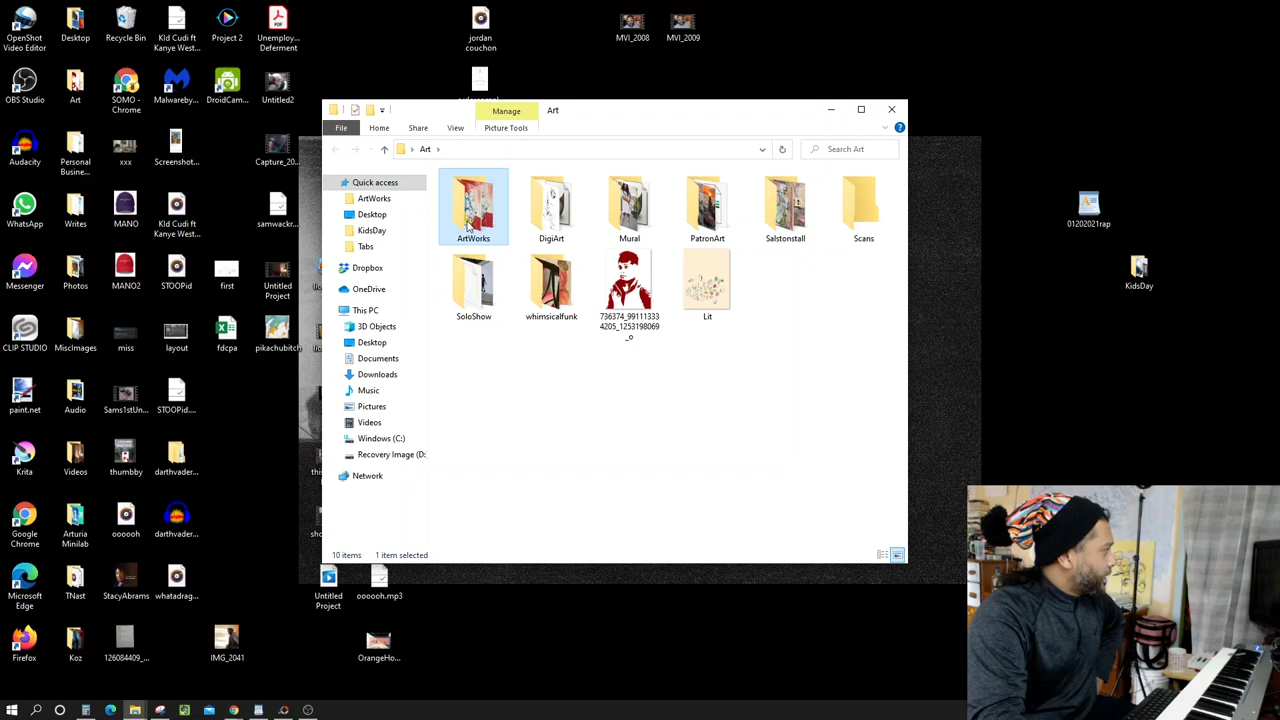 OpenShot
Video Editor
Desktop
Recycle Bin
KId Cudi ft
Kanye West...
Project 2
Unemploy...
Deferment
jordan
couchon
MVI_2008
MVI_2009
OBS Studio
Art
SOMO -
Chrome
Malwareby...
DroidCam...
Untitled2
Audacity
Personal
Busine...
xxx
Screenshot...
Capture_20...
WhatsApp
Writes
MANO
KId Cudi ft
Kanye West...
samwackr...
Messenger
Photos
MANO2
STOOPid
first
Untitled
Project
CLIP STUDIO
MiscImages
miss
layout
fdcpa
pikachubitch
paint.net
Audio
Sams1stUn...
STOOPid....
Krita
Videos
thumbby
darthvader...
Google
Chrome
Arturia
Minilab
oooooh
darthvader...
Microsoft
Edge
TNast
StacyAbrams
whatadrag...
Untitled
Project
oooooh.mp3
Firefox
Koz
126084409_...
IMG_2041
OrangeHo...
01202021rap
KidsDay
Manage
Art
File
Home
Share
View
Picture Tools
Art
Search Art
Quick access
ArtWorks
Desktop
KidsDay
Tabs
Dropbox
OneDrive
This PC
3D Objects
Desktop
Documents
Downloads
Music
Pictures
Videos
Windows (C:)
Recovery Image (D:
Network
ArtWorks
DigiArt
Mural
PatronArt
Salstonstall
Scans
SoloShow
whimsicalfunk
736374_99111333
4205_1253198069
_o
Lit
10 items
1 item selected